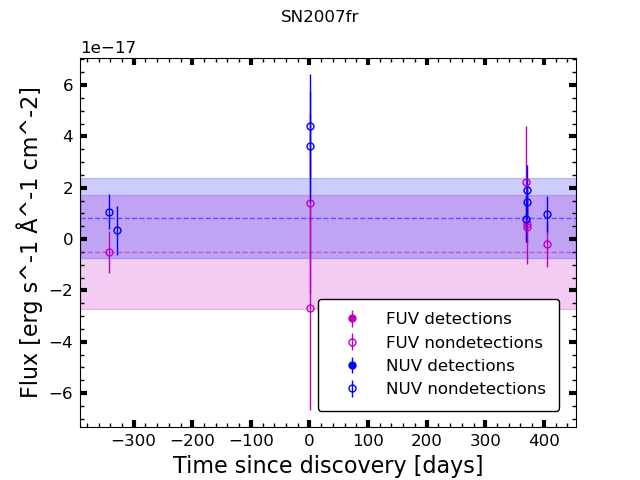 SN2007fr
1e−17
Flux [erg s^-1 Å^-1 cm^-2]
6
4
2
0
−2
−4
−6
FUV detections
FUV nondetections
NUV detections
NUV nondetections
−300 −200 −100 0 100 200 300 400
Time since discovery [days]